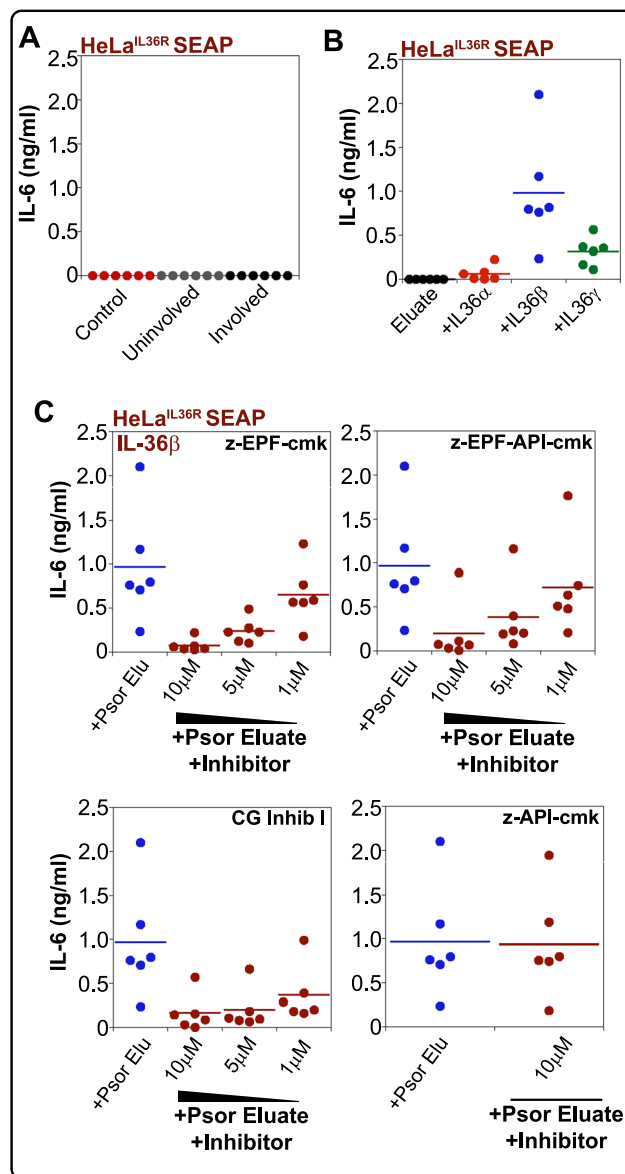 A
HeLaIL36R SEAP
2.5
2.0
1.5
1.0
0.5
0
IL-6 (ng/ml)
Control
Uninvolved
Involved
B
HeLaIL36R SEAP
2.5
2.0
1.5
1.0
0.5
0
IL-6 (ng/ml)
Eluate
+IL36α
+IL36β
+IL36γ
C
HeLaIL36R SEAP
IL-36β
z-EPF-cmk
2.5
2.0
1.5
1.0
0.5
0
IL-6 (ng/ml)
+Psor Elu
10μM
5μM
1μM
+Psor Eluate
+Inhibitor
z-EPF-API-cmk
2.5
2.0
1.5
1.0
0.5
0
+Psor Elu
10μM
5μM
1μM
+Psor Eluate
+Inhibitor
CG Inhib I
2.5
2.0
1.5
1.0
0.5
0
IL-6 (ng/ml)
+Psor Elu
10μM
5μM
1μM
+Psor Eluate
+Inhibitor
z-API-cmk
2.5
2.0
1.5
1.0
0.5
0
+Psor Elu
10μM
+Psor Eluate
+Inhibitor